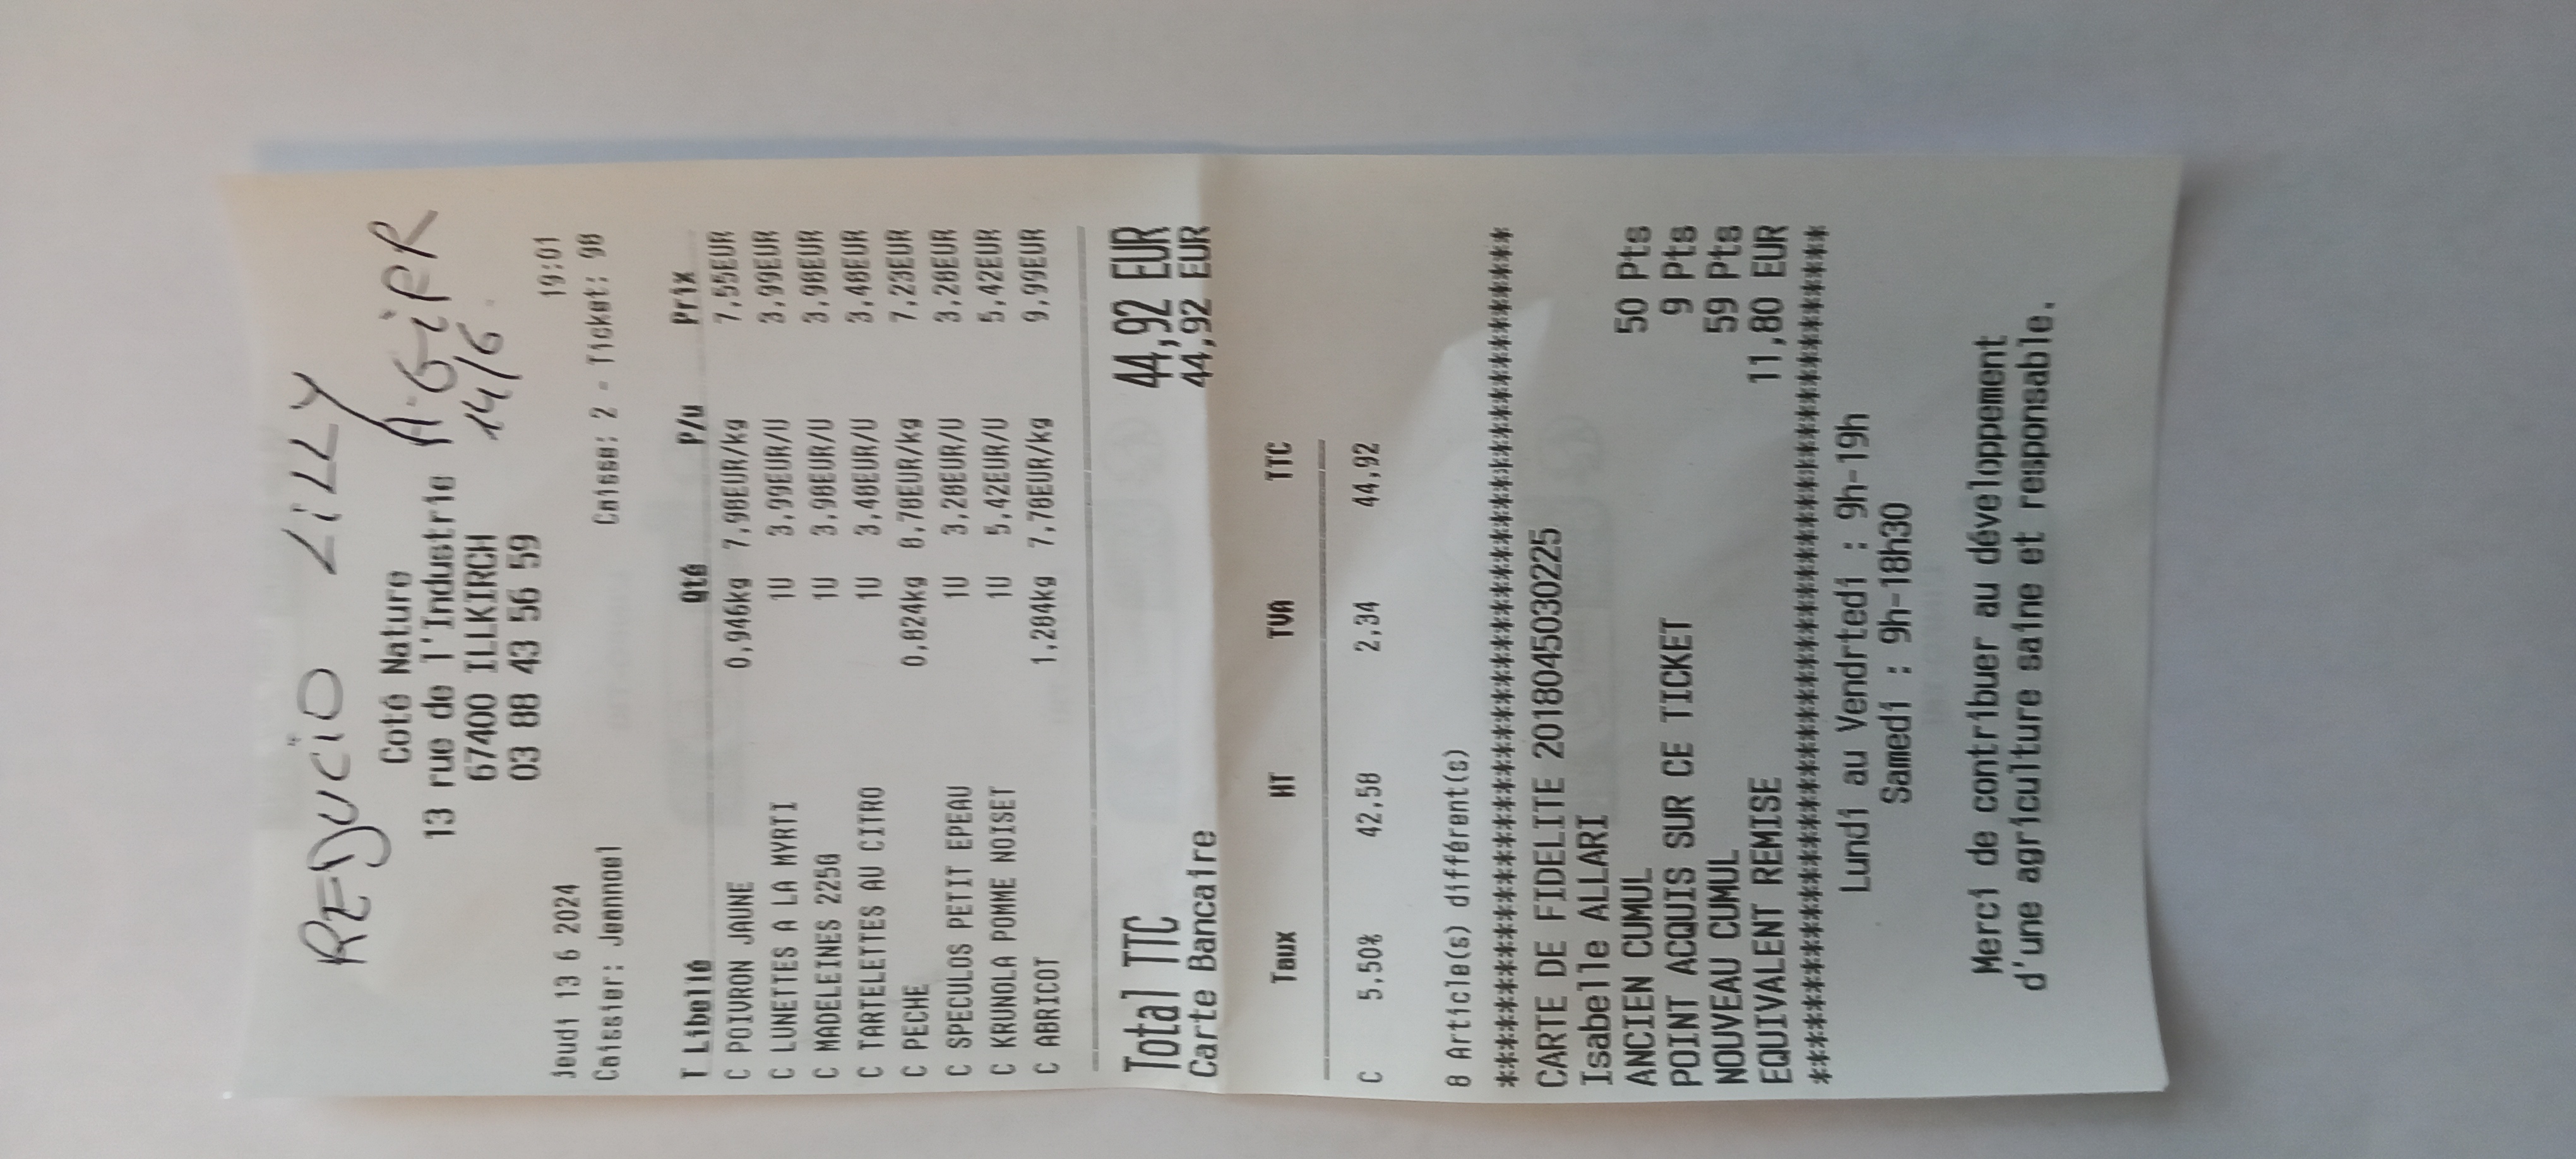 REDUCIO LILLY
Coté Nature
13 rue de l'Industrie
A-GiPR
67400 ILLKIRCH
14/6.
03 88 43 56 59
jeudi 13 6 2024 19:01
Caissier: Jeannoel Caisse: 2 - Ticket: 98
T Libellé Qté P/u Prix
C POIVRON JAUNE 0,946kg 7,98EUR/kg 7,55EUR
C LUNETTES A LA MYRTI 1U 3,99EUR/U 3,99EUR
C MADELEINES 225G 1U 3,98EUR/U 3,98EUR
C TARTELETTES AU CITRO 1U 3,48EUR/U 3,48EUR
C PECHE 0,824kg 8,78EUR/kg 7,23EUR
C SPECULOS PETIT EPEAU 1U 3,28EUR/U 3,28EUR
C KRUNOLA POMME NOISET 1U 5,42EUR/U 5,42EUR
C ABRICOT 1,284kg 7,78EUR/kg 9,99EUR
Total TTC 44,92 EUR
Carte Bancaire 44,92 EUR
Taux HT TVA TTC
C 5,50% 42,58 2,34 44,92
8 Article(s) différent(s)
CARTE DE FIDELITE 2018045030225
Isabelle ALLARI
ANCIEN CUMUL 50 Pts
POINT ACQUIS SUR CE TICKET 9 Pts
NOUVEAU CUMUL 59 Pts
EQUIVALENT REMISE 11,80 EUR
Lundi au Vendrtedi : 9h-19h
Samedi : 9h-18h30
Merci de contribuer au développement
d'une agriculture saine et responsable.